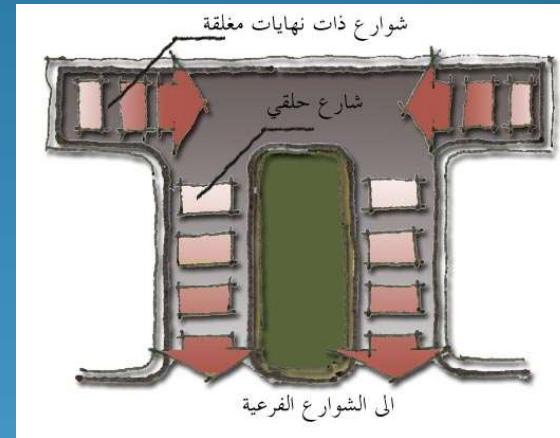 شوارع ذات نهايات مغلقة
شارع حلقي
الى الشوارع الفرعية